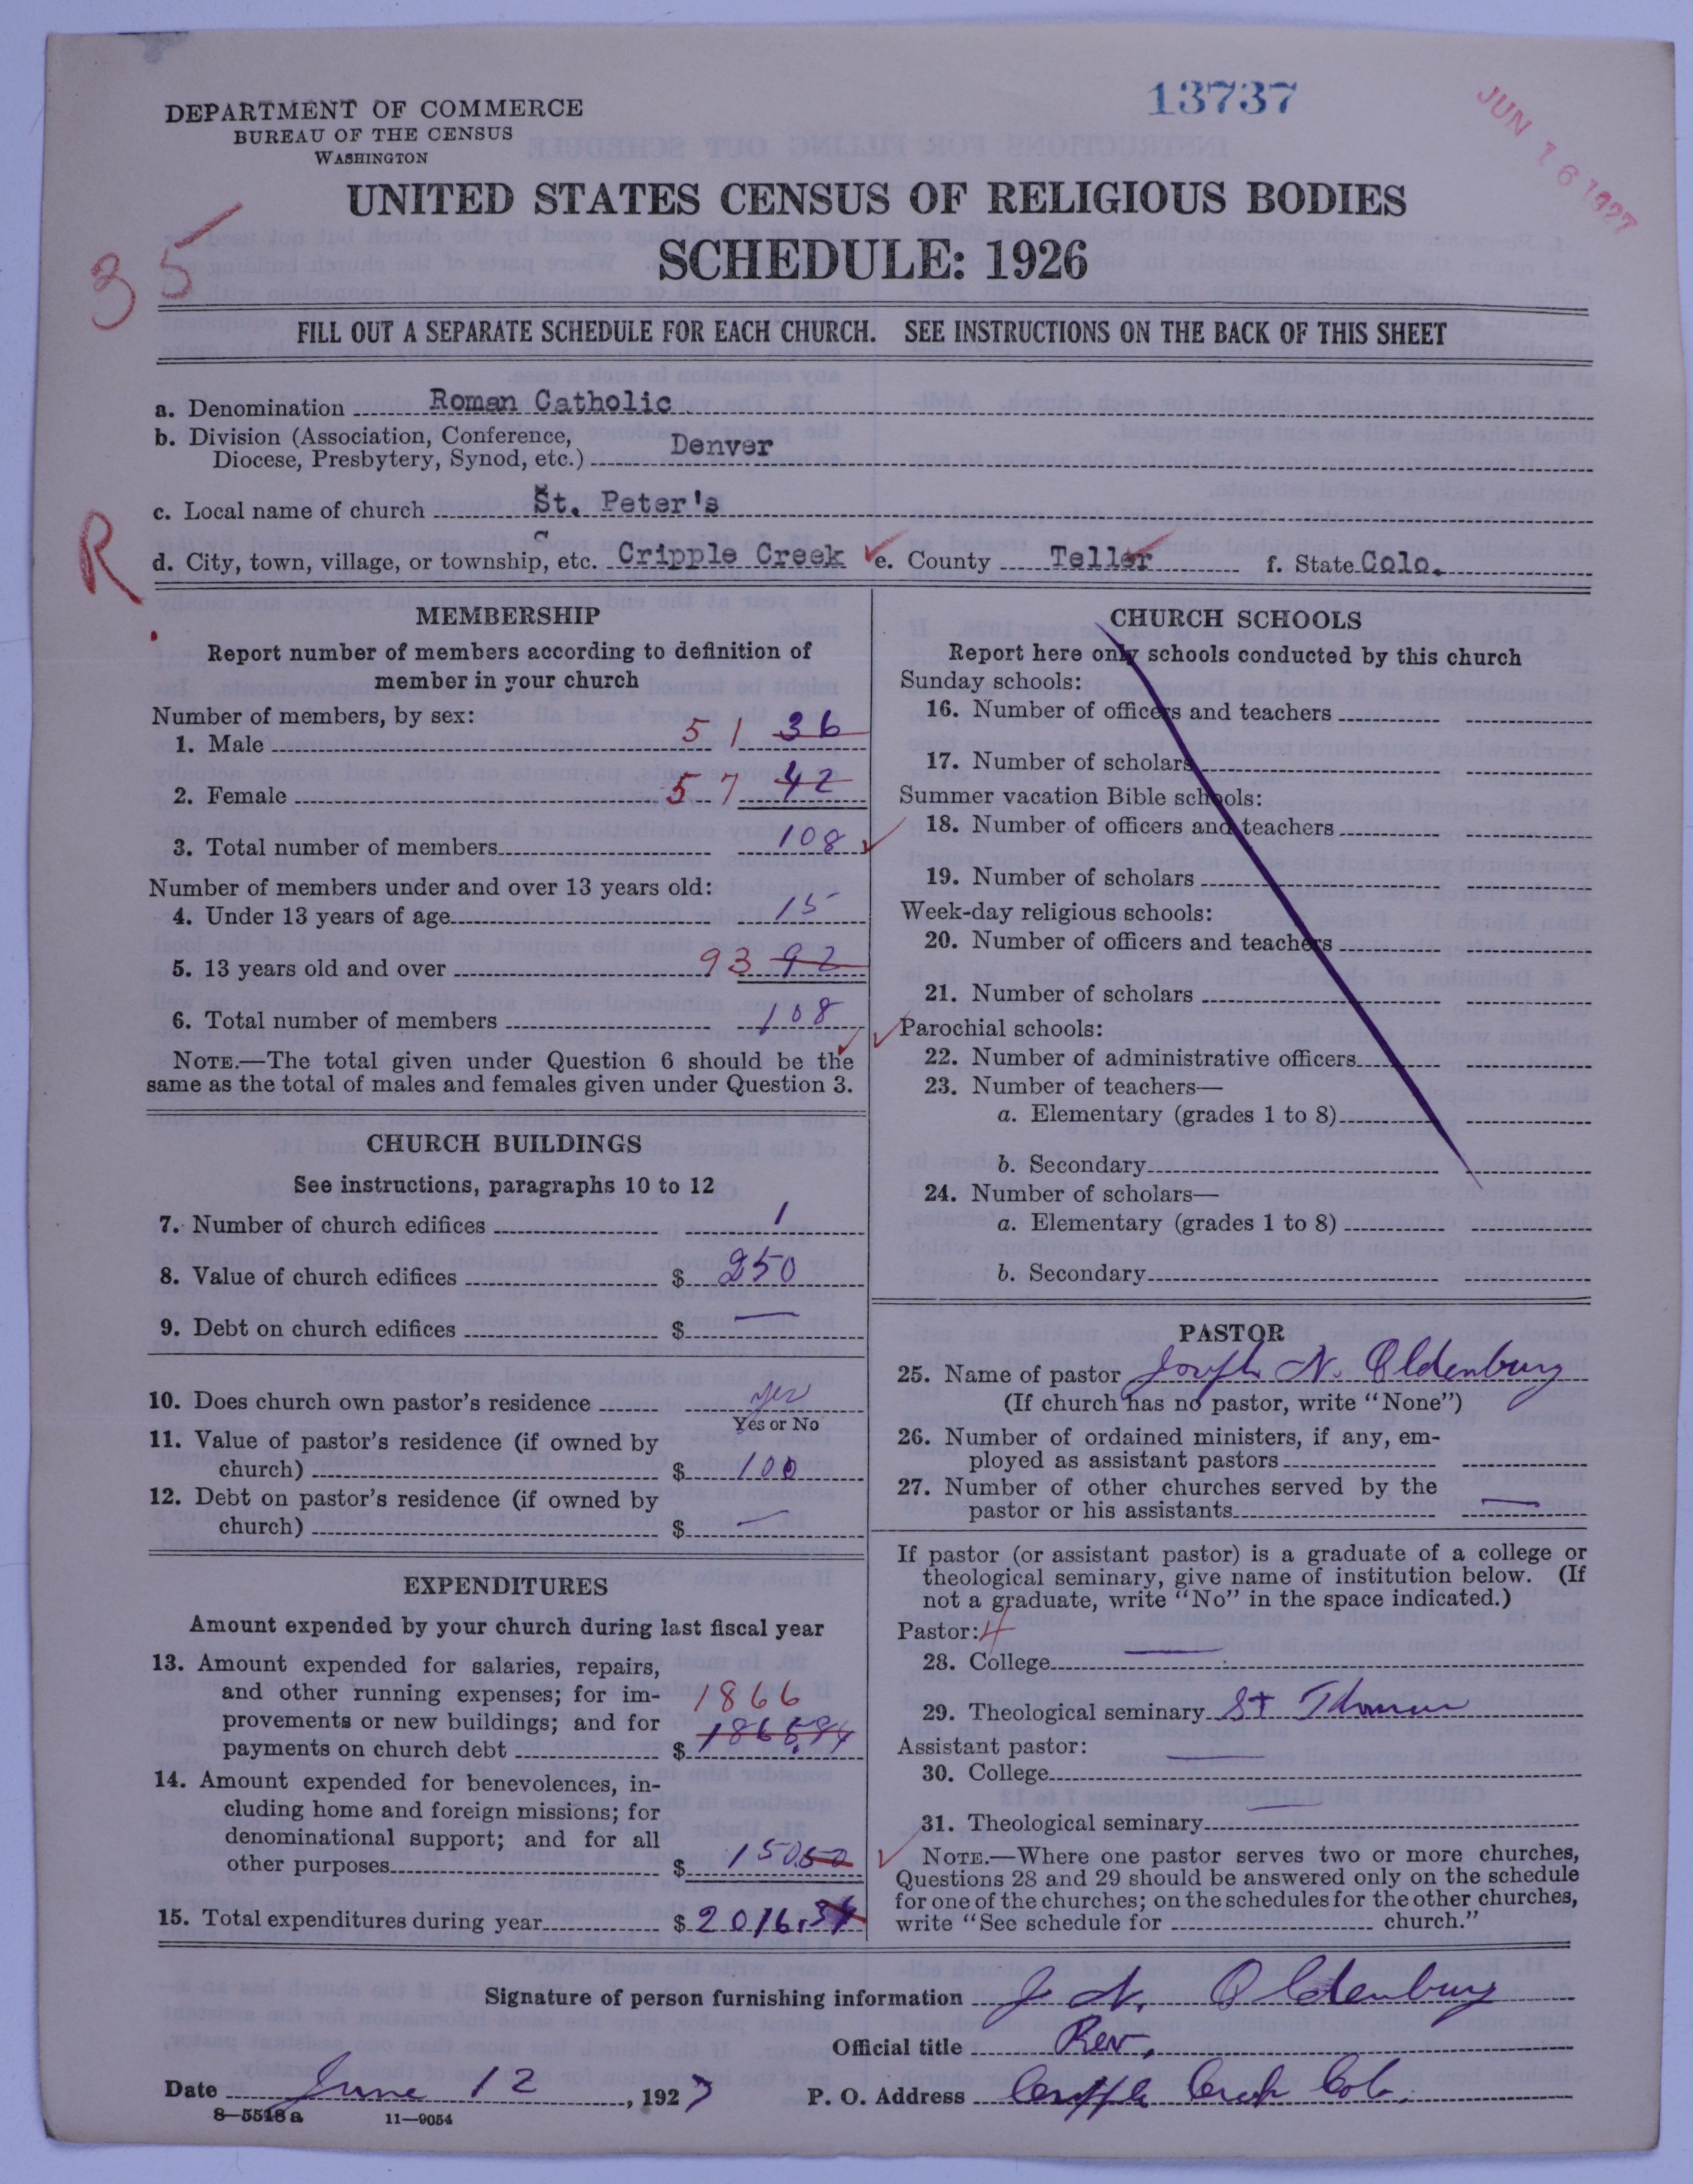 13737
JUN 16 1927
DEPARTMENT OF COMMERCE
BUREAU OF THE CENSUS
WASHINGTON
UNITED STATES CENSUS OF RELIGIOUS BODIES
SCHEDULE: 1926
35
FILL OUT A SEPARATE SCHEDULE FOR EACH CHURCH. SEE INSTRUCTIONS ON THE BACK OF THIS SHEET
a. Denomination Roman Catholic
b. Division (Association, Conference,
Diocese, Presbytery, Synod, etc.) Denver
c. Local name of church St. Peter's
R
d. City, town, village, or township, etc. Cripple Creek e. County Teller f. State Colo.
MEMBERSHIP
Report number of members according to definition of
member in your church
Number of members, by sex:
1. Male 51 36
2. Female 57 42
3. Total number of members 108
Number of members under and over 13 years old:
4. Under 13 years of age 15
5. 13 years old and over 93 92
6. Total number of members 108
NOTE.—The total given under Question 6 should be the
same as the total of males and females given under Question 3.
CHURCH BUILDINGS
See instructions, paragraphs 10 to 12
7. Number of church edifices 1
8. Value of church edifices $ 250
9. Debt on church edifices $ —
10. Does church own pastor's residence yes
Yes or No
11. Value of pastor's residence (if owned by
church) $ 100
12. Debt on pastor's residence (if owned by
church) $ —
EXPENDITURES
Amount expended by your church during last fiscal year
13. Amount expended for salaries, repairs,
and other running expenses; for im-
provements or new buildings; and for
payments on church debt $ 1866
14. Amount expended for benevolences, in-
cluding home and foreign missions; for
denominational support; and for all
other purposes $ 150.50
15. Total expenditures during year $ 2016.34
CHURCH SCHOOLS
Report here only schools conducted by this church
Sunday schools:
16. Number of officers and teachers
17. Number of scholars
Summer vacation Bible schools:
18. Number of officers and teachers
19. Number of scholars
Week-day religious schools:
20. Number of officers and teachers
21. Number of scholars
Parochial schools:
22. Number of administrative officers
23. Number of teachers—
a. Elementary (grades 1 to 8)
b. Secondary
24. Number of scholars—
a. Elementary (grades 1 to 8)
b. Secondary
PASTOR
25. Name of pastor Joseph N. Oldenburg
(If church has no pastor, write "None")
26. Number of ordained ministers, if any, em-
ployed as assistant pastors
27. Number of other churches served by the
pastor or his assistants —
If pastor (or assistant pastor) is a graduate of a college or
theological seminary, give name of institution below. (If
not a graduate, write "No" in the space indicated.)
Pastor: 4
28. College —
29. Theological seminary St Thomas
Assistant pastor:
30. College —
31. Theological seminary —
NOTE.—Where one pastor serves two or more churches,
Questions 28 and 29 should be answered only on the schedule
for one of the churches; on the schedules for the other churches,
write "See schedule for church."
Signature of person furnishing information J. N. Oldenburg
Official title Rev.
Date June 12, 1927 P. O. Address Cripple Creek Colo.
8—5518 a 11—9054